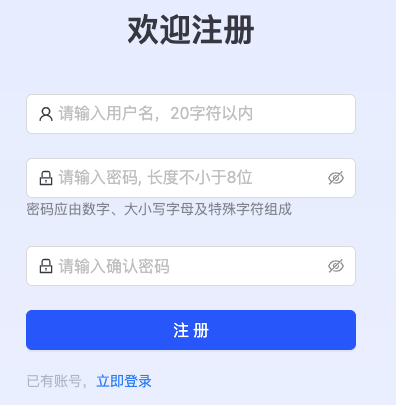 欢迎注册
请输入用户名，20字符以内
请输入密码, 长度不小于8位
密码应由数字、大小写字母及特殊字符组成
请输入确认密码
注 册
已有账号，立即登录